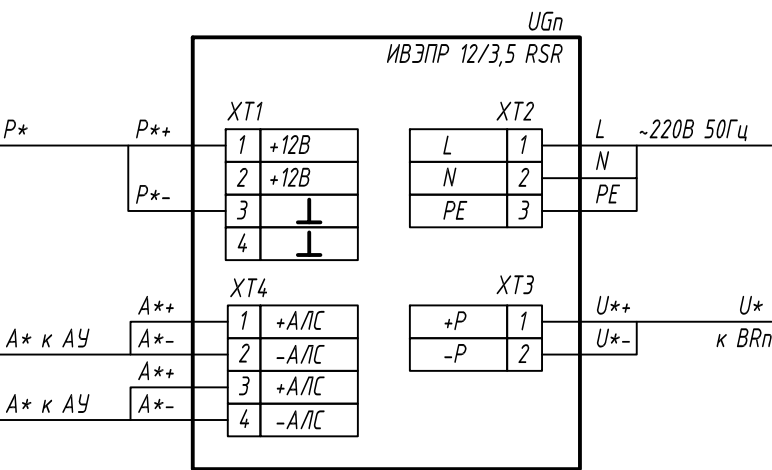 UGn
ИВЭПР 12/3,5 RSR
XT1
XT2
P*
P*+
1 +12В
2 +12В
P*-
3 ⊥
4 ⊥
L 1
N 2
PE 3
L ~220В 50Гц
N
PE
XT4
XT3
A*+
1 +АЛС
A* к АУ
A*-
2 -АЛС
A*+
3 +АЛС
A* к АУ
A*-
4 -АЛС
+P 1
-P 2
U*+ U*
U*- к BRn